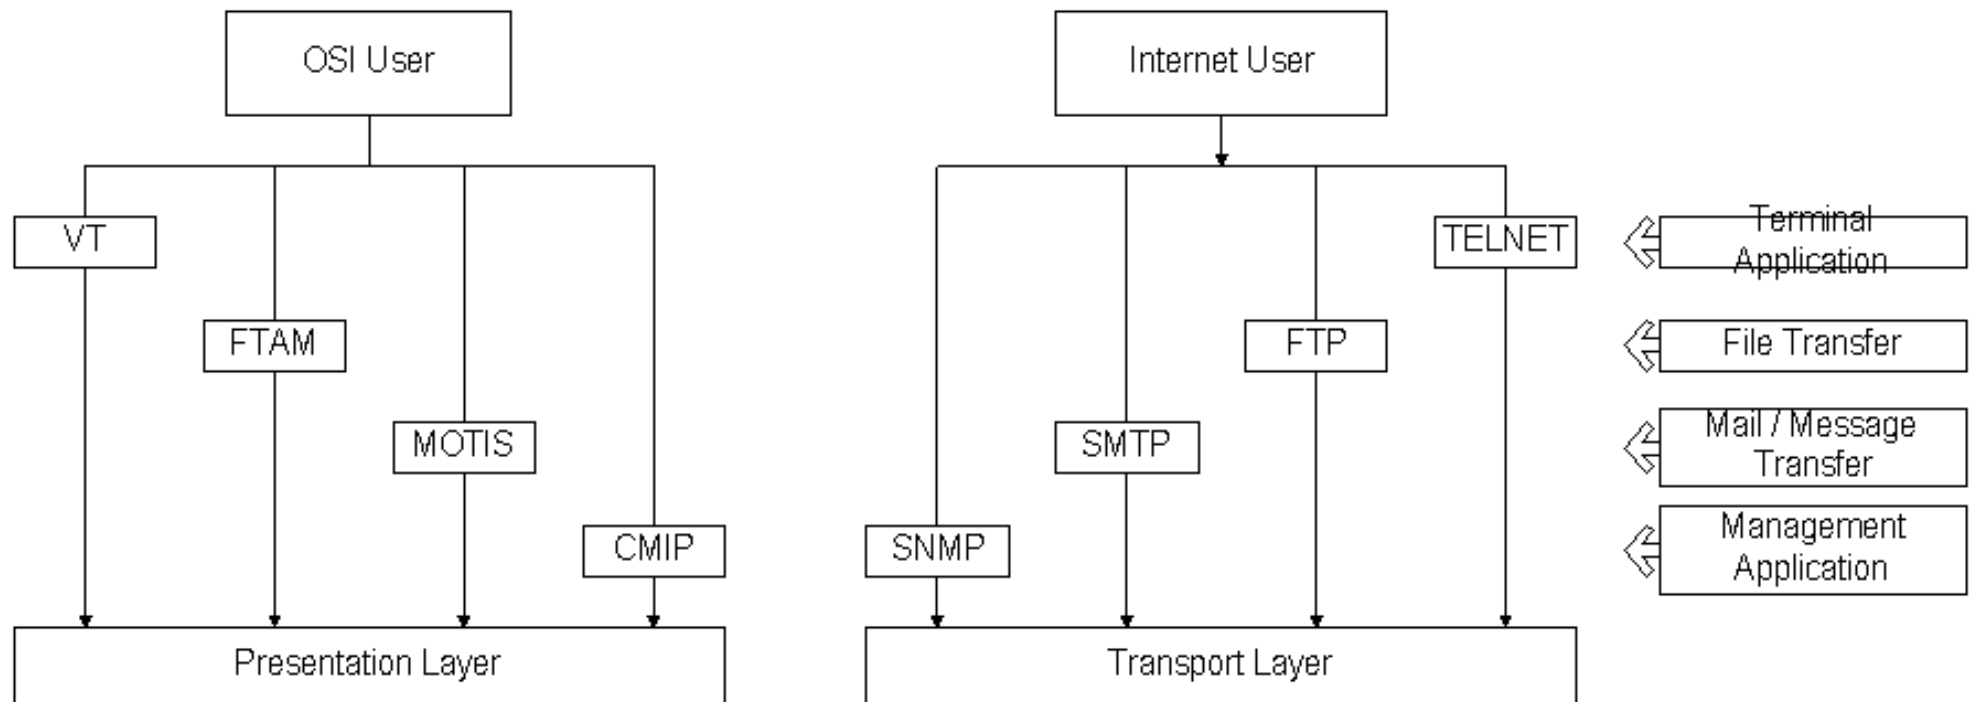 OSI User
Internet User
VT
TELNET
Terminal
Application
FTAM
FTP
File Transfer
MOTIS
SMTP
Mail / Message
Transfer
CMIP
SNMP
Management
Application
Presentation Layer
Transport Layer